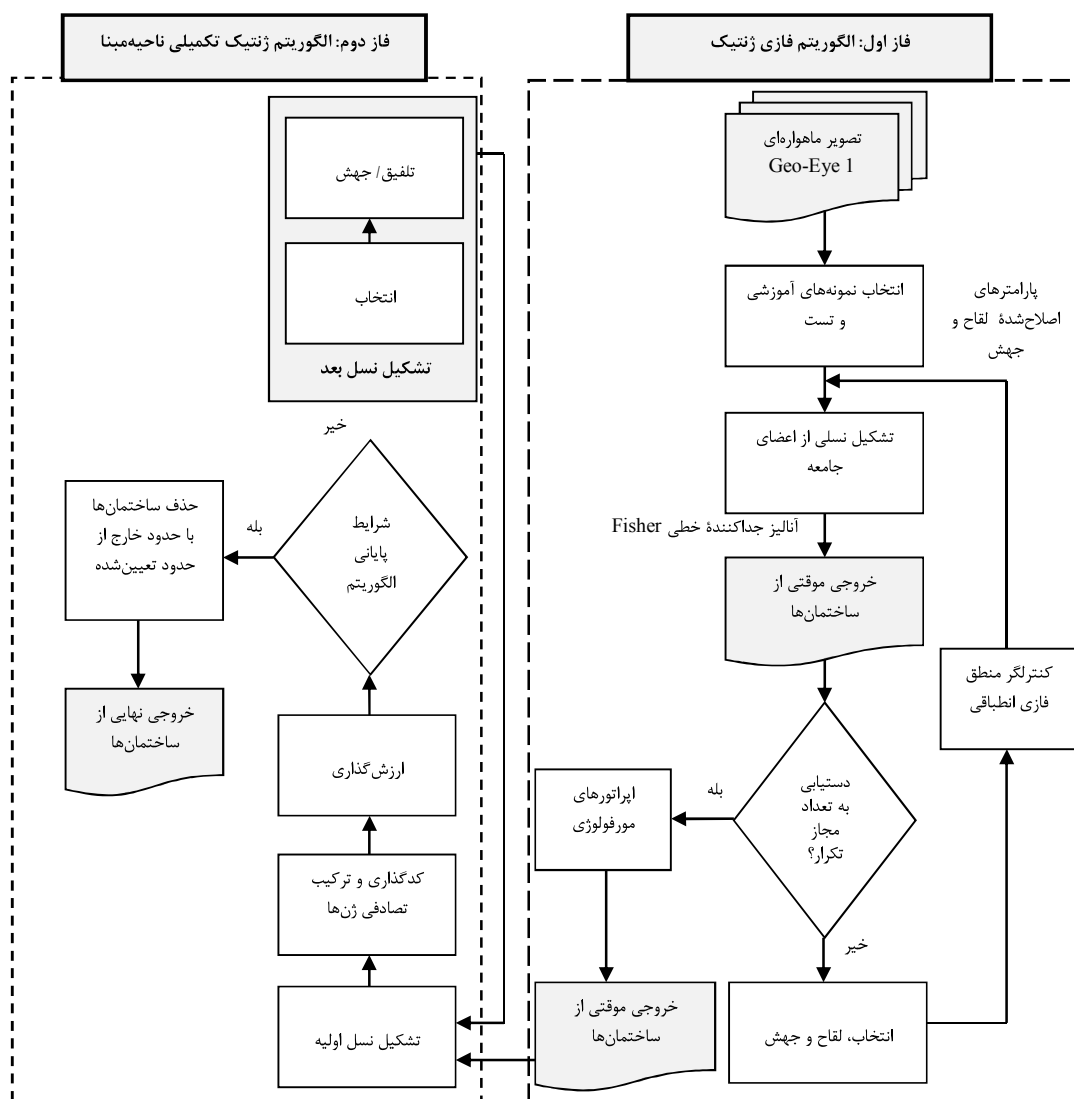 فاز اول: الگوریتم فازی ژنتیک
تصویر ماهواره‌ای
Geo-Eye 1
انتخاب نمونه‌های آموزشی
و تست
پارامترهای
اصلاح‌شدهٔ لقاح و
جهش
تشکیل نسلی از اعضای
جامعه
آنالیز جداکنندهٔ خطی Fisher
خروجی موقتی از
ساختمان‌ها
کنترلگر منطق
فازی انطباقی
دستیابی
به تعداد
مجاز
تکرار؟
بله
اپراتورهای
مورفولوژی
خیر
انتخاب، لقاح و جهش
خروجی موقتی از
ساختمان‌ها
فاز دوم: الگوریتم ژنتیک تکمیلی ناحیه‌مبنا
تلفیق/ جهش
انتخاب
تشکیل نسل بعد
خیر
شرایط
پایانی
الگوریتم
بله
حذف ساختمان‌ها
با حدود خارج از
حدود تعیین‌شده
خروجی نهایی از
ساختمان‌ها
ارزش‌گذاری
کدگذاری و ترکیب
تصادفی ژن‌ها
تشکیل نسل اولیه